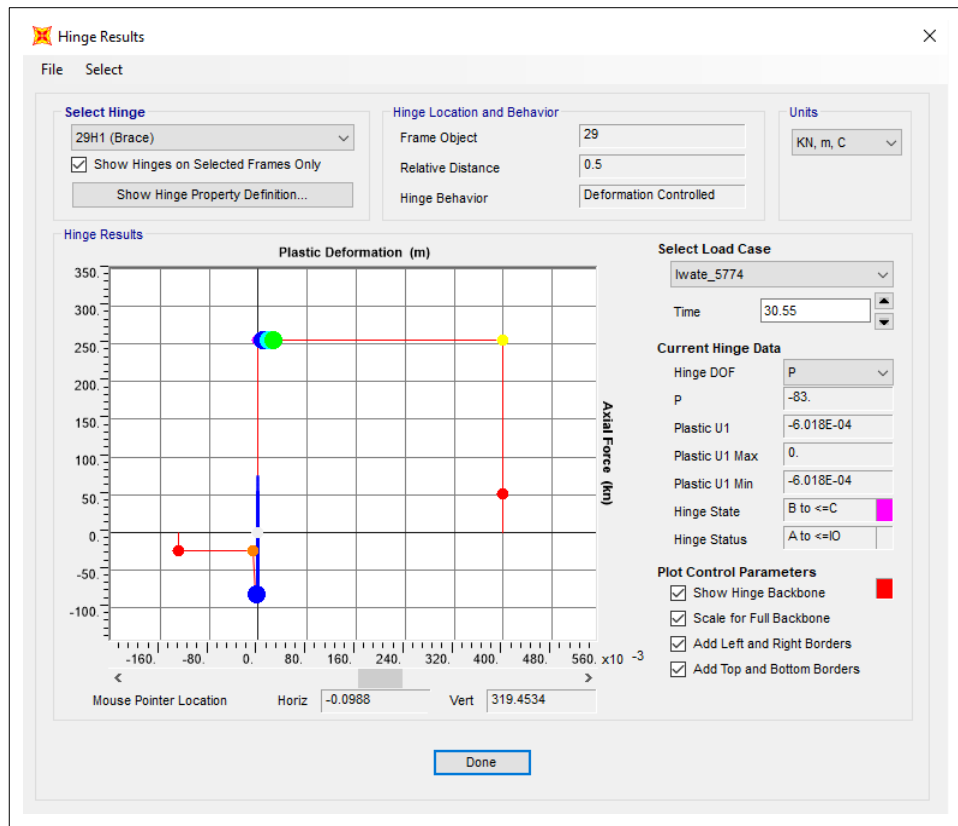 Hinge Results
File Select
Select Hinge
29H1 (Brace)
Show Hinges on Selected Frames Only
Show Hinge Property Definition...
Hinge Location and Behavior
Frame Object 29
Relative Distance 0.5
Hinge Behavior Deformation Controlled
Units
KN, m, C
Hinge Results
Plastic Deformation (m)
350.
300.
250.
200.
150.
100.
50.
0.
-50.
-100.
Axial Force (kn)
-160. -80. 0. 80. 160. 240. 320. 400. 480. 560. x10 -3
Mouse Pointer Location Horiz -0.0988 Vert 319.4534
Select Load Case
Iwate_5774
Time 30.55
Current Hinge Data
Hinge DOF P
P -83.
Plastic U1 -6.018E-04
Plastic U1 Max 0.
Plastic U1 Min -6.018E-04
Hinge State B to <=C
Hinge Status A to <=IO
Plot Control Parameters
Show Hinge Backbone
Scale for Full Backbone
Add Left and Right Borders
Add Top and Bottom Borders
Done